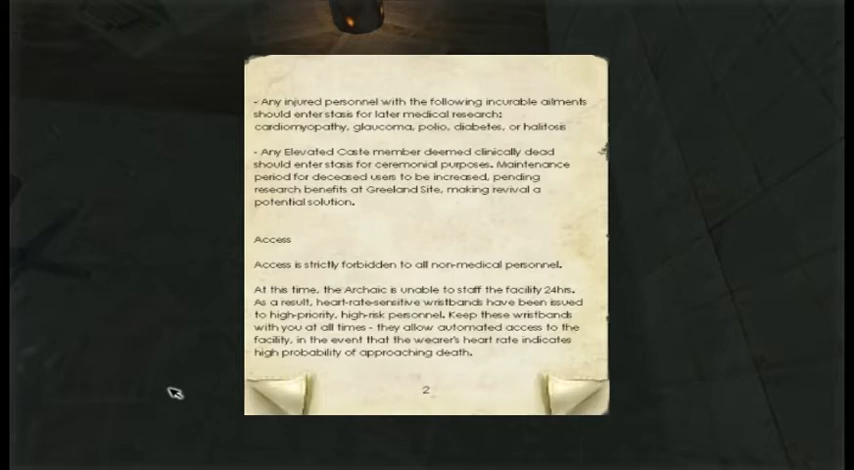 - Any injured personnel with the following incurable ailments
should enter stasis for later medical research:
cardiomyopathy, glaucoma, polio, diabetes, or halitosis
- Any Elevated Caste member deemed clinically dead
should enter stasis for ceremonial purposes. Maintenance
period for deceased users to be increased, pending
research benefits at Greeland Site, making revival a
potential solution.
Access
Access is strictly forbidden to all non-medical personnel.
At this time, the Archaic is unable to staff the facility 24hrs.
As a result, heart-rate-sensitive wristbands have been issued
to high-priority, high-risk personnel. Keep these wristbands
with you at all times - they allow automated access to the
facility, in the event that the wearer's heart rate indicates
high probability of approaching death.
2